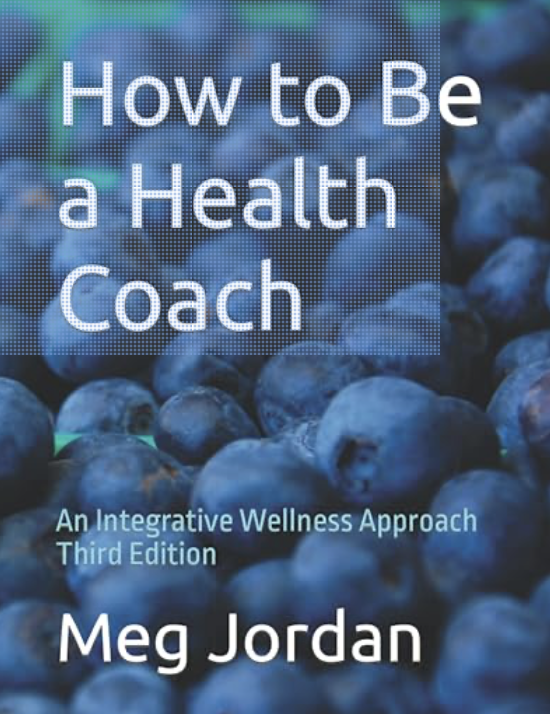 How to Be
a Health
Coach
An Integrative Wellness Approach
Third Edition
Meg Jordan